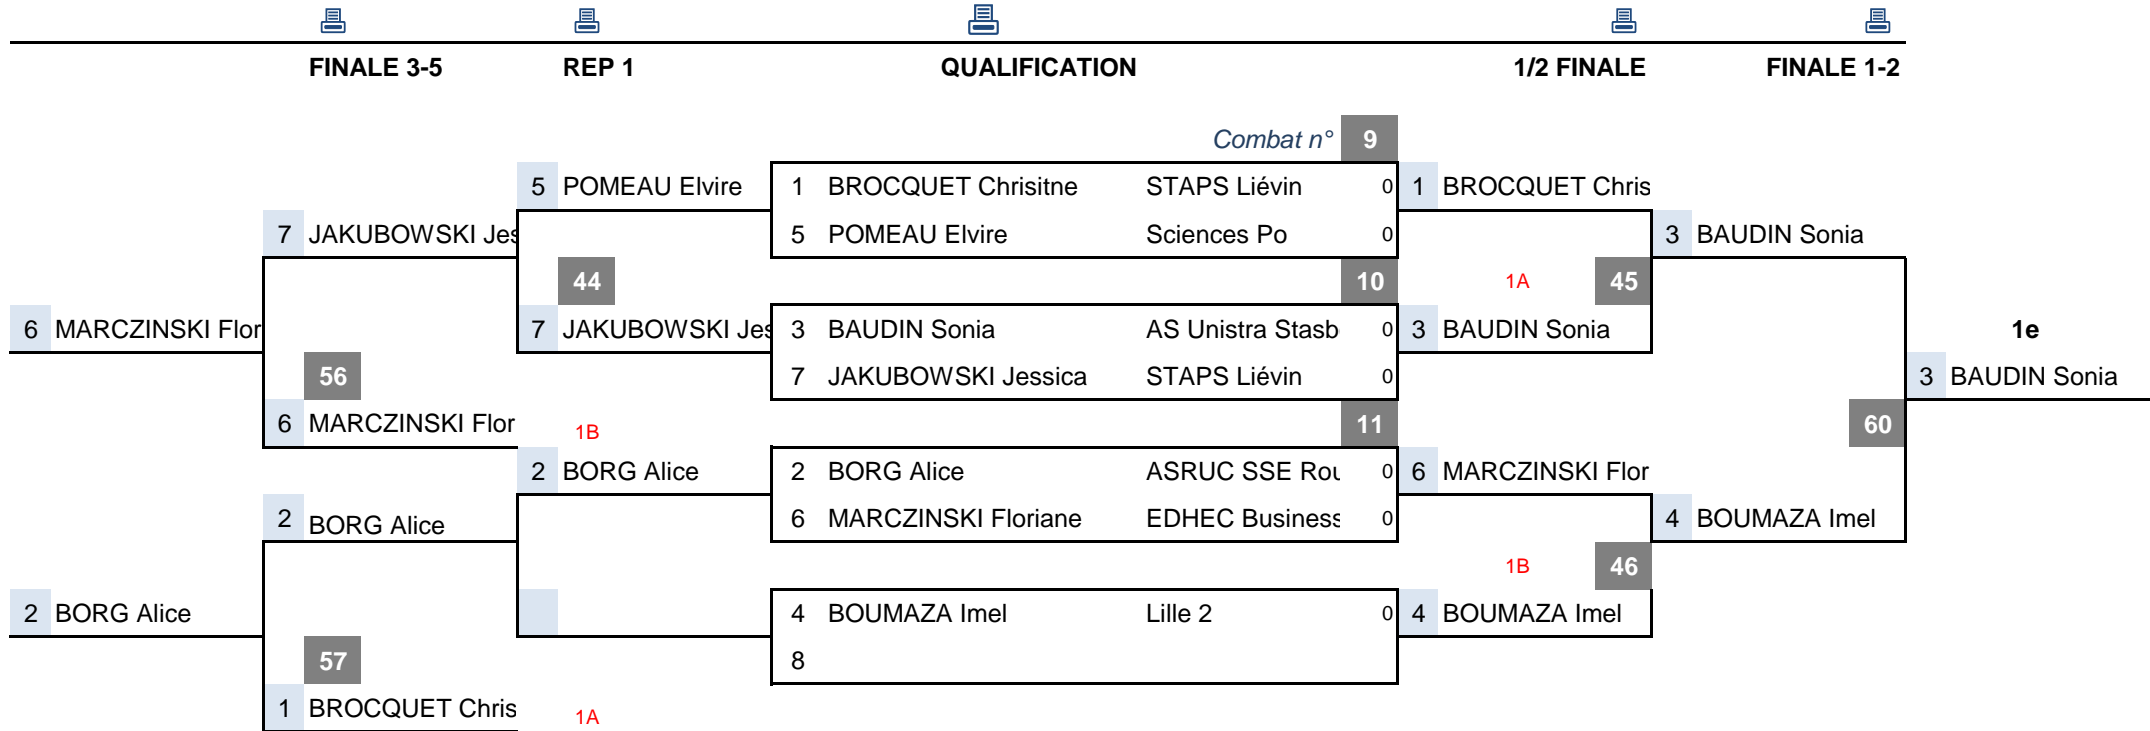 FINALE 3-5 REP 1 QUALIFICATION 1/2 FINALE FINALE 1-2
Combat n° 9
5 POMEAU Elvire 1 BROCQUET Chrisitne STAPS Liévin 0 1 BROCQUET Chris
7 JAKUBOWSKI Jes 5 POMEAU Elvire Sciences Po 0 3 BAUDIN Sonia
44 10 1A 45
6 MARCZINSKI Flor 7 JAKUBOWSKI Jes 3 BAUDIN Sonia AS Unistra Stasb 0 3 BAUDIN Sonia 1e
56 7 JAKUBOWSKI Jessica STAPS Liévin 0 3 BAUDIN Sonia
6 MARCZINSKI Flor 1B 11 60
2 BORG Alice 2 BORG Alice ASRUC SSE Rou 0 6 MARCZINSKI Flor
2 BORG Alice 6 MARCZINSKI Floriane EDHEC Business 0 4 BOUMAZA Imel
1B 46
2 BORG Alice 4 BOUMAZA Imel Lille 2 0 4 BOUMAZA Imel
57 8
1 BROCQUET Chris 1A